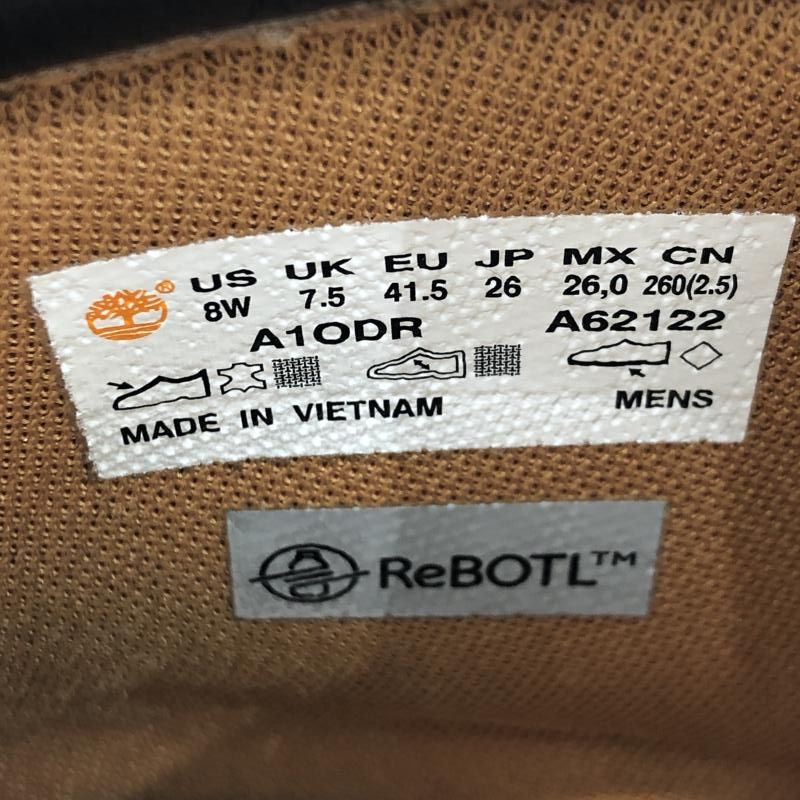 US UK EU JP MX CN
8W 7.5 41.5 26 26,0 260(2.5)
A1ODR A62122
MADE IN VIETNAM MENS
ReBOTL™